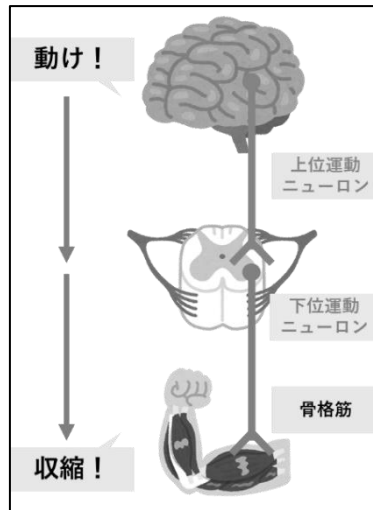 動け！
上位運動
ニューロン
下位運動
ニューロン
骨格筋
収縮！